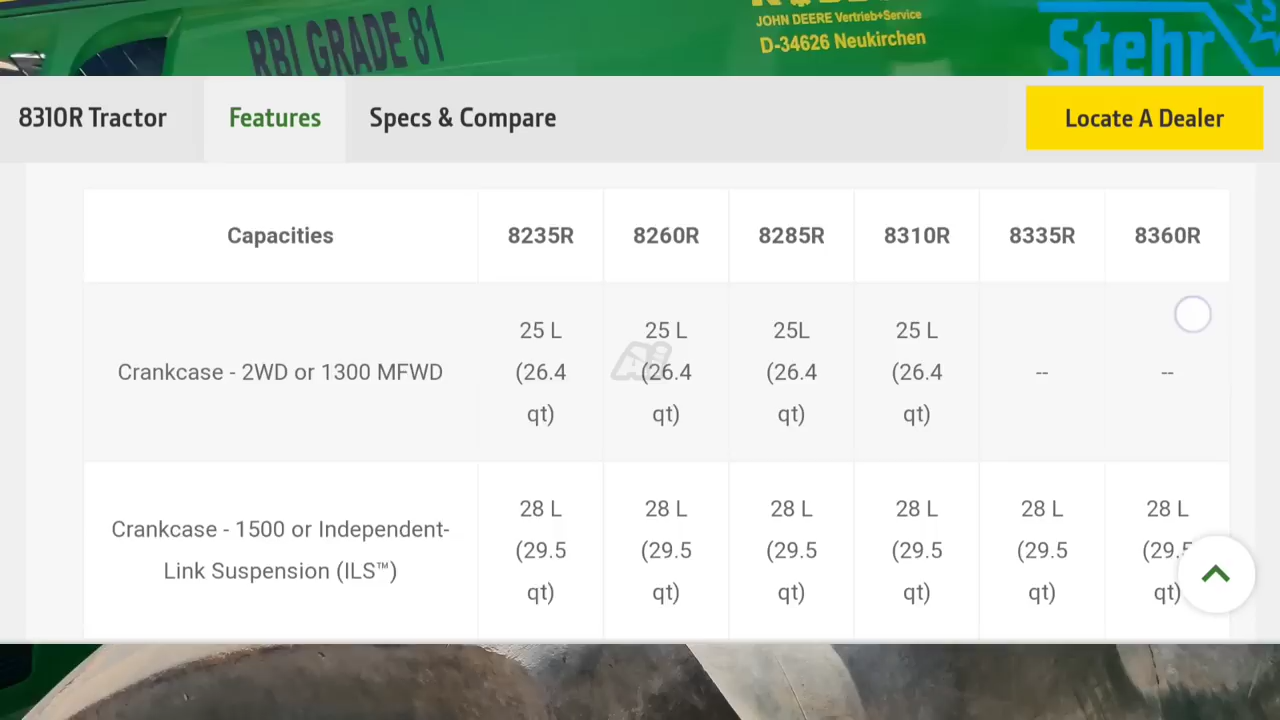 RBI GRADE 81
JOHN DEERE Vertrieb+Service
D-34626 Neukirchen
Stehr
8310R Tractor
Features
Specs & Compare
Locate A Dealer
Capacities 8235R 8260R 8285R 8310R 8335R 8360R
25 L 25 L 25L 25 L
Crankcase - 2WD or 1300 MFWD (26.4 (26.4 (26.4 (26.4 -- --
qt) qt) qt) qt)
28 L 28 L 28 L 28 L 28 L 28 L
Crankcase - 1500 or Independent-
(29.5 (29.5 (29.5 (29.5 (29.5 (29.5
Link Suspension (ILS™)
qt) qt) qt) qt) qt) qt)